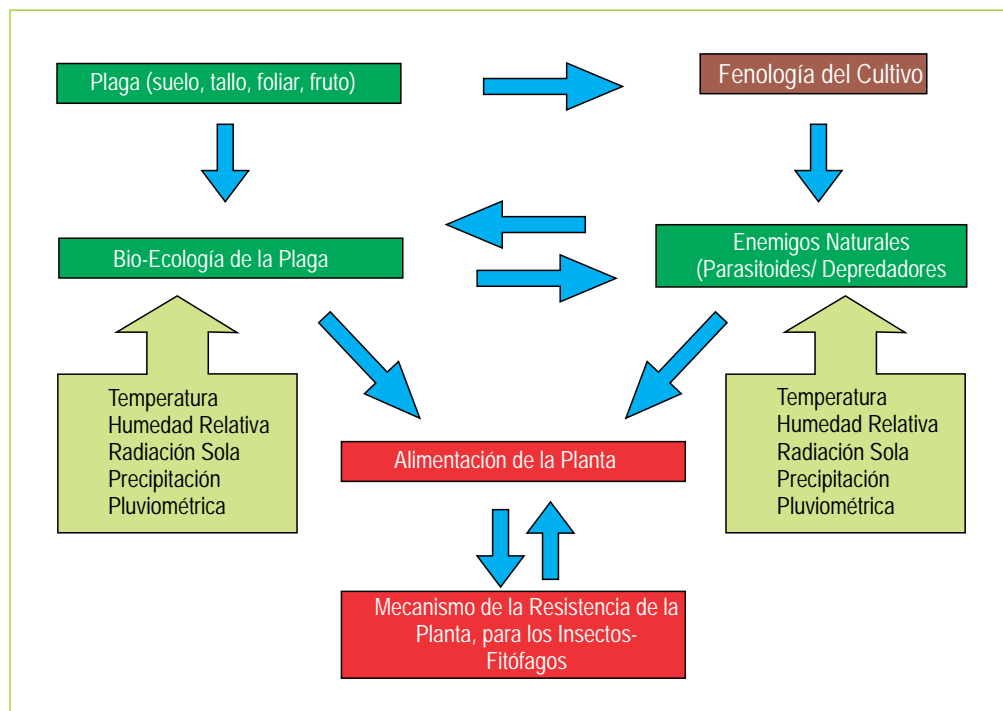 Plaga (suelo, tallo, foliar, fruto)
Fenología del Cultivo
Bio-Ecología de la Plaga
Enemigos Naturales
(Parasitoides/ Depredadores
Temperatura
Humedad Relativa
Radiación Sola
Precipitación
Pluviométrica
Temperatura
Humedad Relativa
Radiación Sola
Precipitación
Pluviométrica
Alimentación de la Planta
Mecanismo de la Resistencia de la
Planta, para los Insectos-
Fitófagos